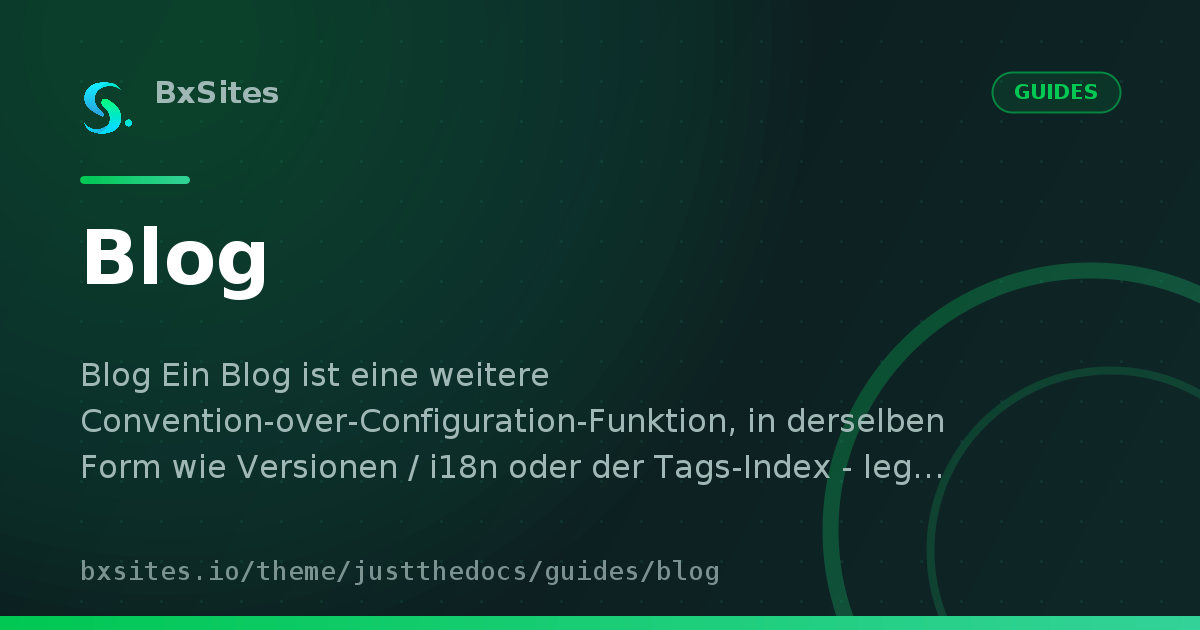 BxSites
GUIDES
Blog
Blog Ein Blog ist eine weitere
Convention-over-Configuration-Funktion, in derselben
Form wie Versionen / i18n oder der Tags-Index - leg...
bxsites.io/theme/justthedocs/guides/blog